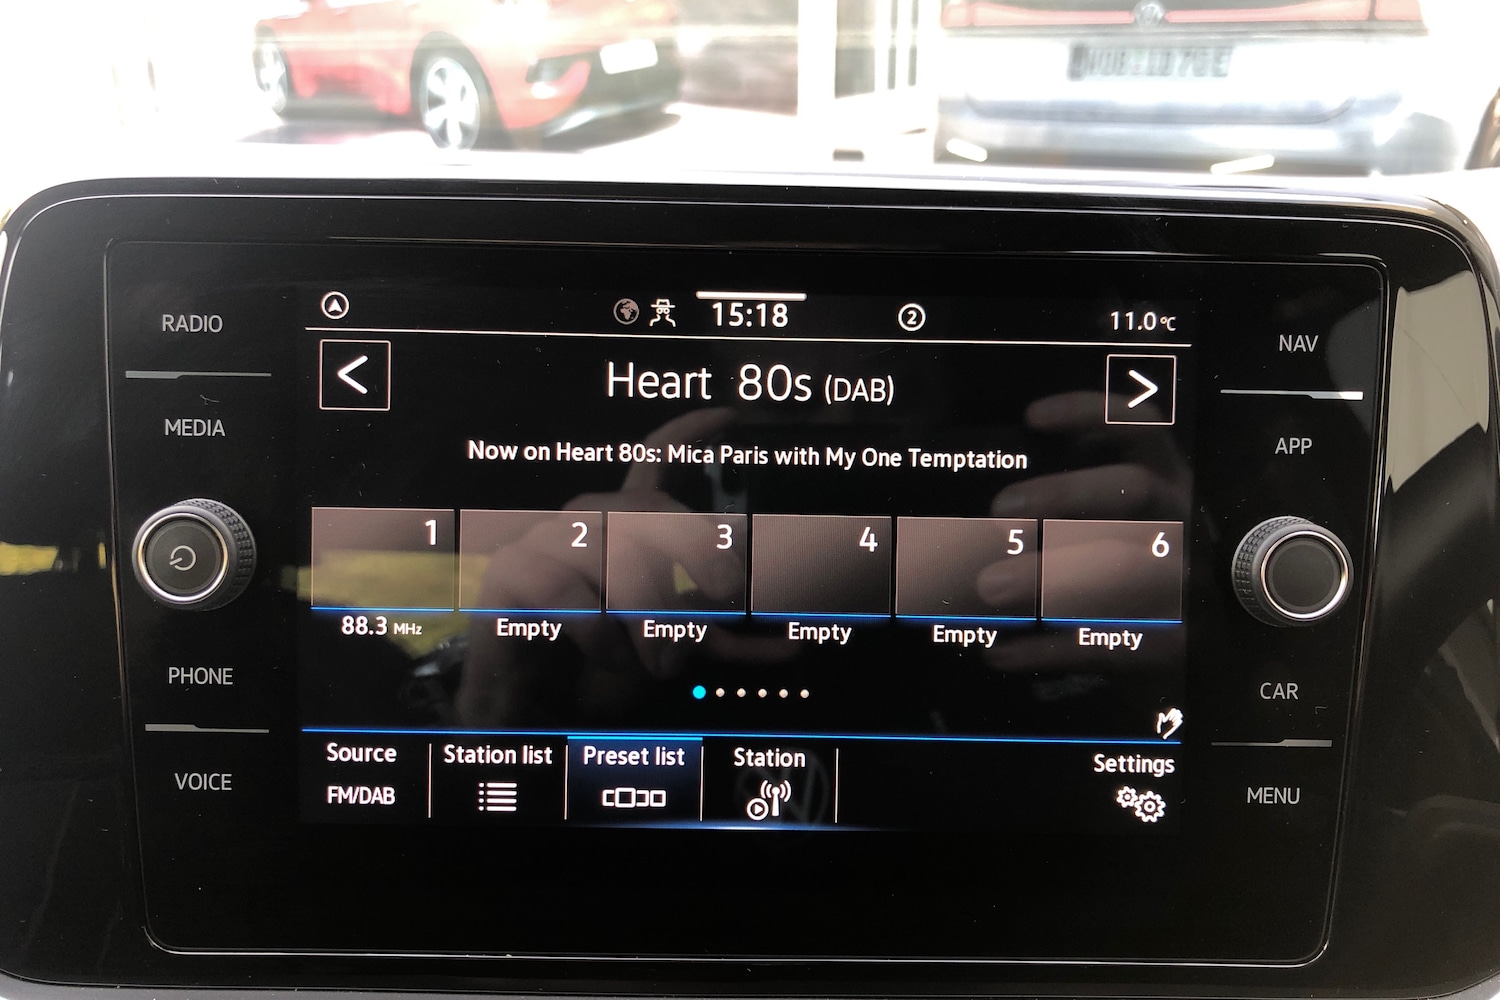 RADIO
MEDIA
PHONE
VOICE
15:18
2
11.0°C
<
Heart 80s (DAB)
>
Now on Heart 80s: Mica Paris with My One Temptation
1 2 3 4 5 6
88.3 MHz Empty Empty Empty Empty Empty
Source Station list Preset list Station Settings
FM/DAB
NAV
APP
CAR
MENU